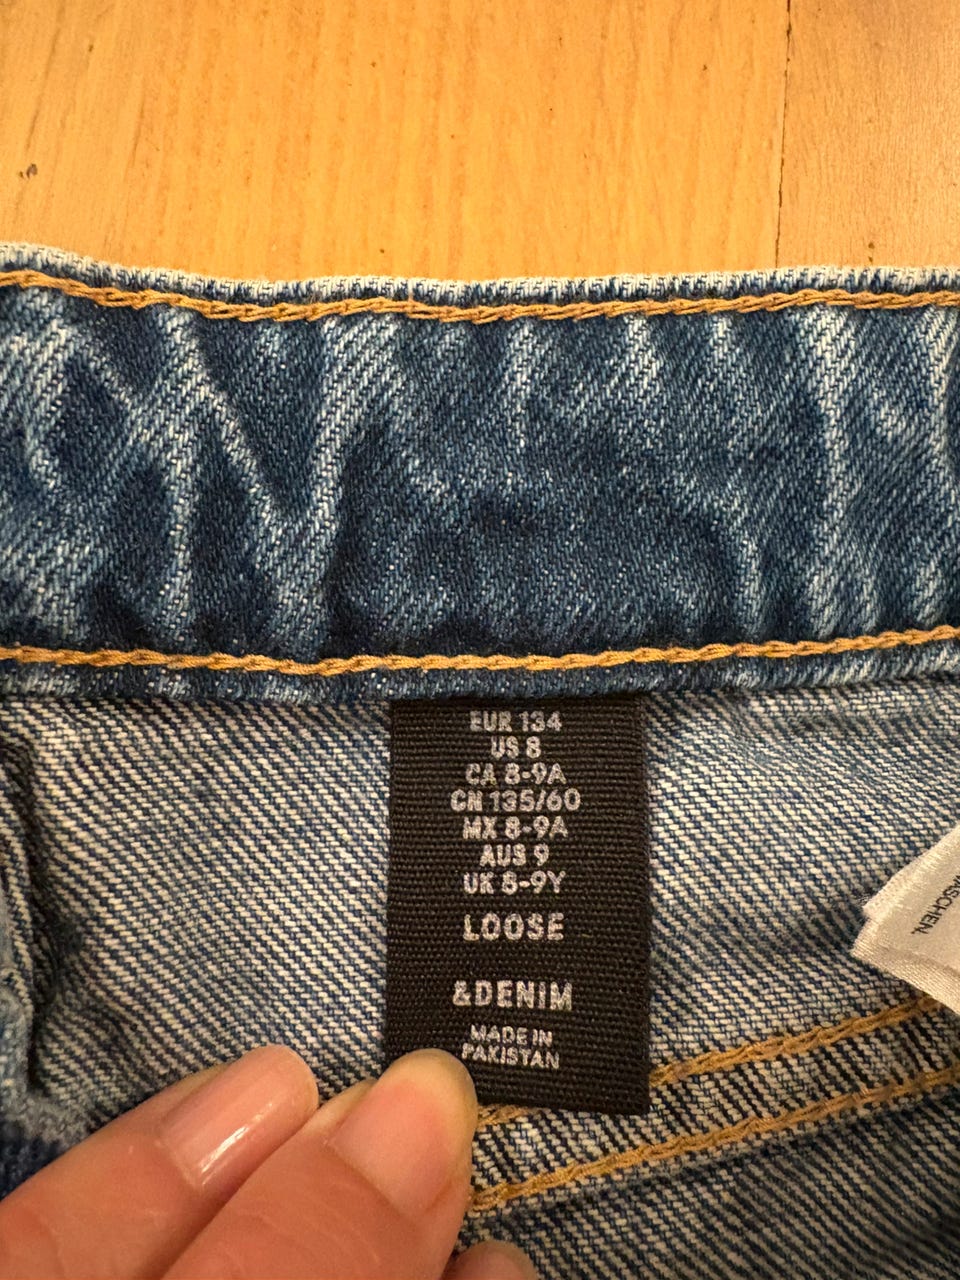 EUR 134
US 8
CA 8-9A
CN 135/60
MX 8-9A
AUS 9
UK 8-9Y
LOOSE
&DENIM
MADE IN
PAKISTAN